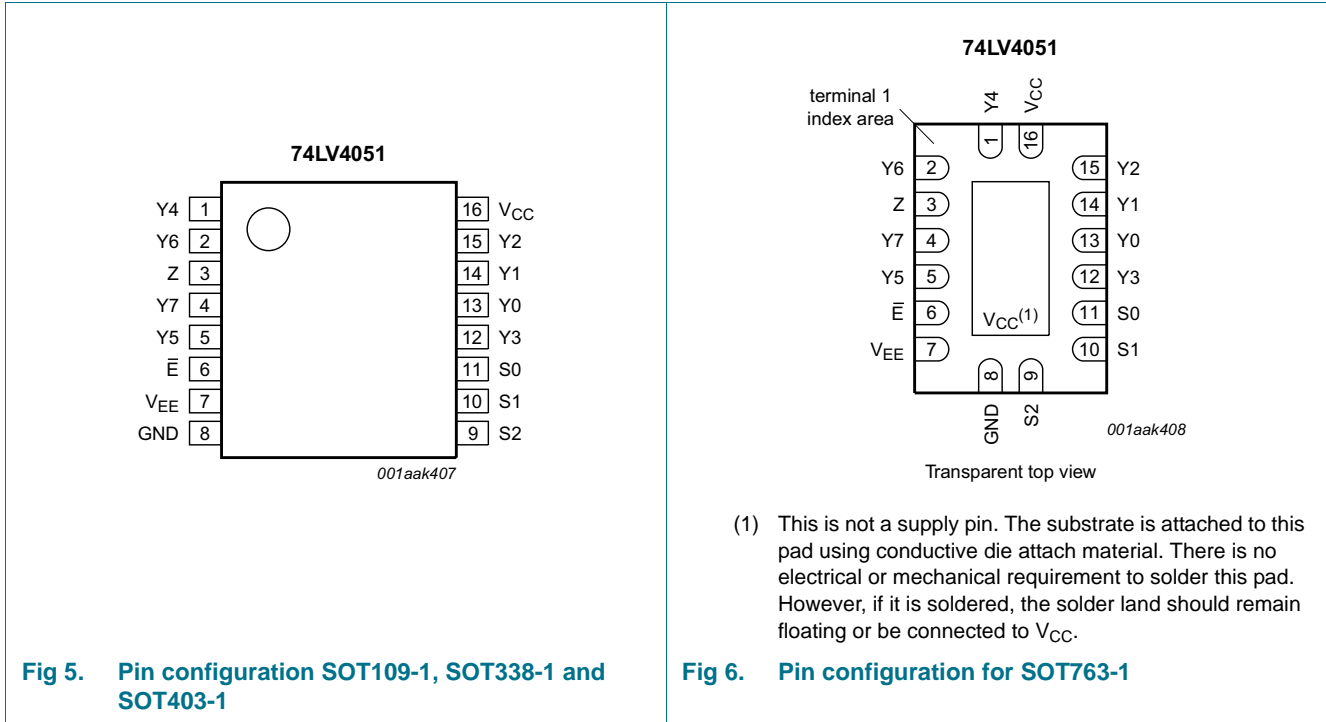 74LV4051
Y4 1
Y6 2
Z 3
Y7 4
Y5 5
E̅ 6
VEE 7
GND 8
16 VCC
15 Y2
14 Y1
13 Y0
12 Y3
11 S0
10 S1
9 S2
001aak407
Fig 5. Pin configuration SOT109-1, SOT338-1 and
SOT403-1
74LV4051
terminal 1
index area
Y4
VCC
1
16
Y6 2
Z 3
Y7 4
Y5 5
E̅ 6
VEE 7
15 Y2
14 Y1
13 Y0
12 Y3
11 S0
10 S1
VCC(1)
8
9
GND
S2
001aak408
Transparent top view
(1) This is not a supply pin. The substrate is attached to this
pad using conductive die attach material. There is no
electrical or mechanical requirement to solder this pad.
However, if it is soldered, the solder land should remain
floating or be connected to VCC.
Fig 6. Pin configuration for SOT763-1